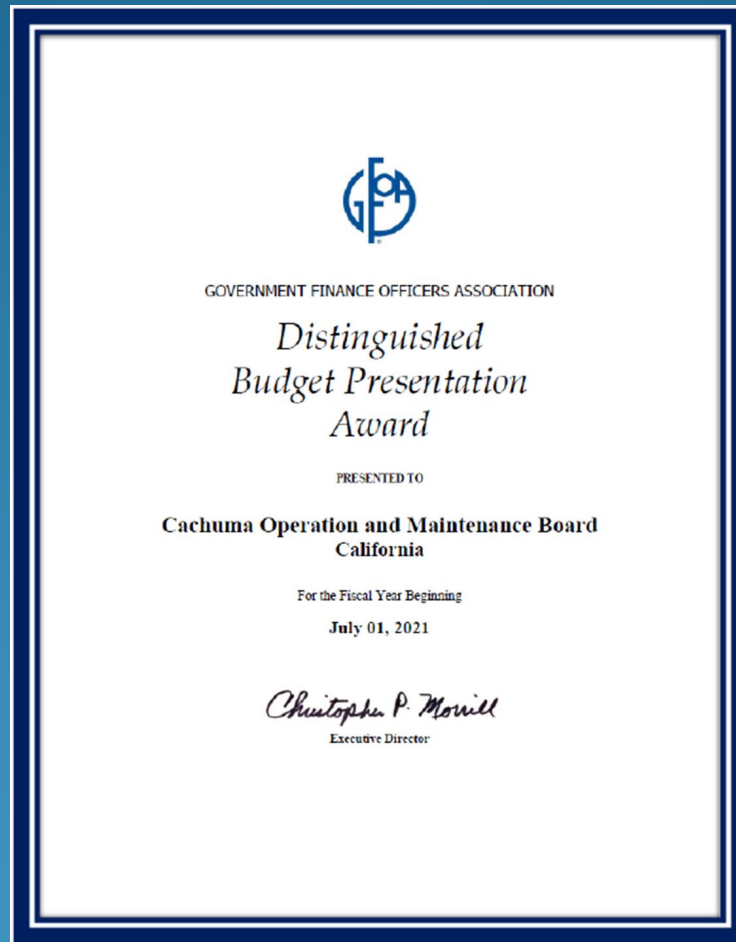 GFOA
GOVERNMENT FINANCE OFFICERS ASSOCIATION
Distinguished
Budget Presentation
Award
PRESENTED TO
Cachuma Operation and Maintenance Board
California
For the Fiscal Year Beginning
July 01, 2021
Christopher P. Morrill
Executive Director